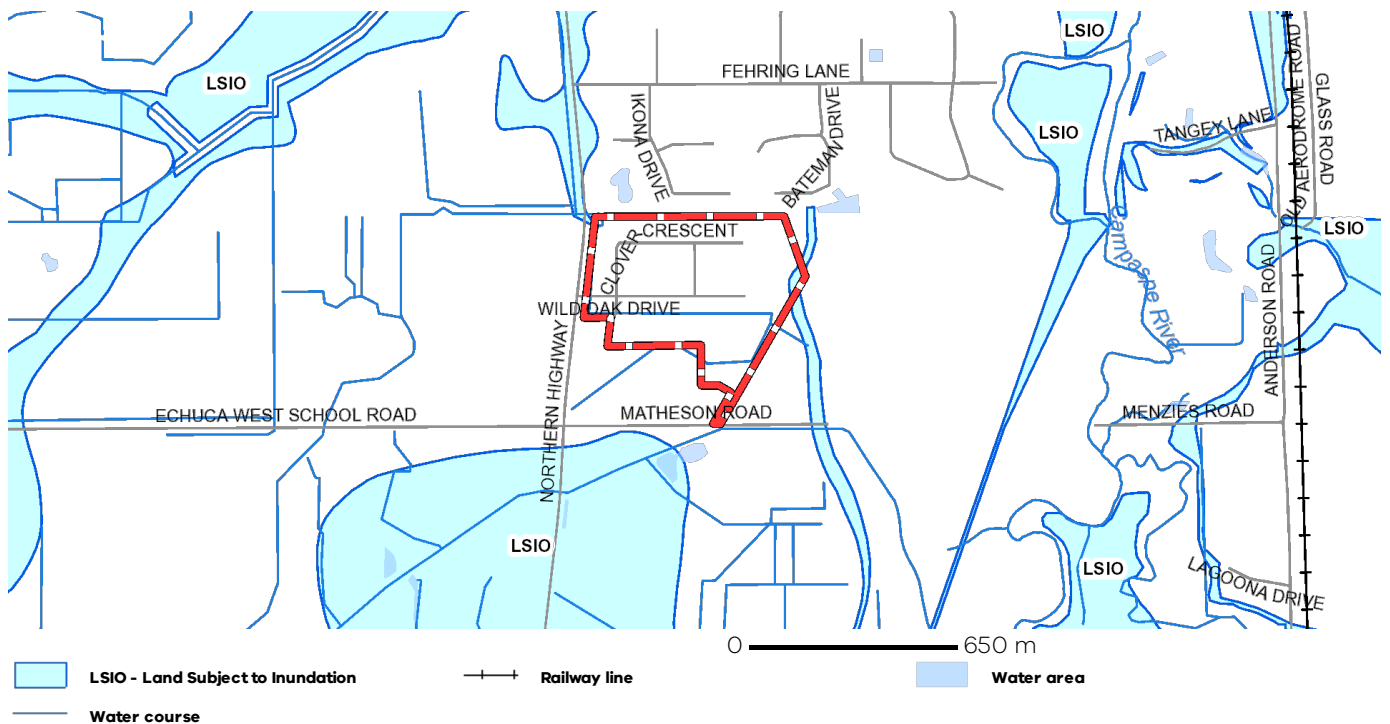 LSIO
LSIO
FEHRING LANE
LSIO
TANGEY LANE
OLD AERODROME ROAD
GLASS ROAD
IKONA DRIVE
BATEMAN DRIVE
Campaspe River
CRESCENT
CLOVER
LSIO
WILD OAK DRIVE
NORTHERN HIGHWAY
ANDERSON ROAD
ECHUCA WEST SCHOOL ROAD
MATHESON ROAD
MENZIES ROAD
LSIO
LSIO
LAGOONA DRIVE
0 650 m
LSIO - Land Subject to Inundation
Railway line
Water area
Water course